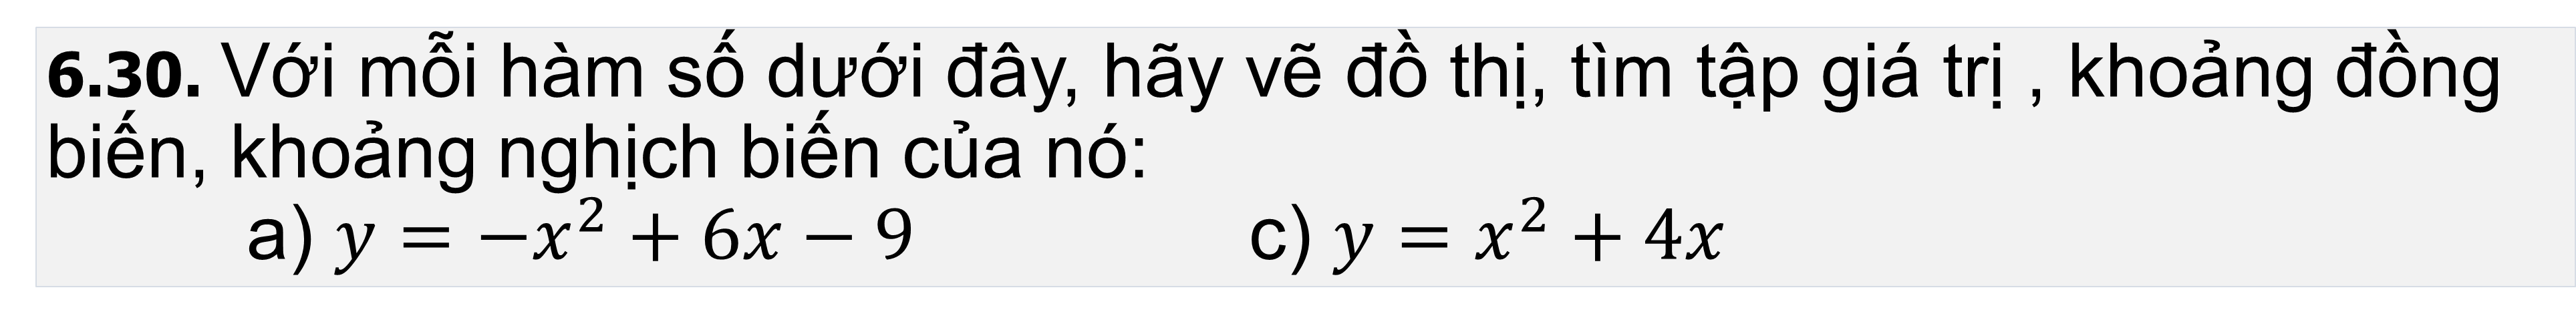 6.30. Với mỗi hàm số dưới đây, hãy vẽ đồ thị, tìm tập giá trị , khoảng đồng
biến, khoảng nghịch biến của nó:
a) y = −x² + 6x − 9 c) y = x² + 4x